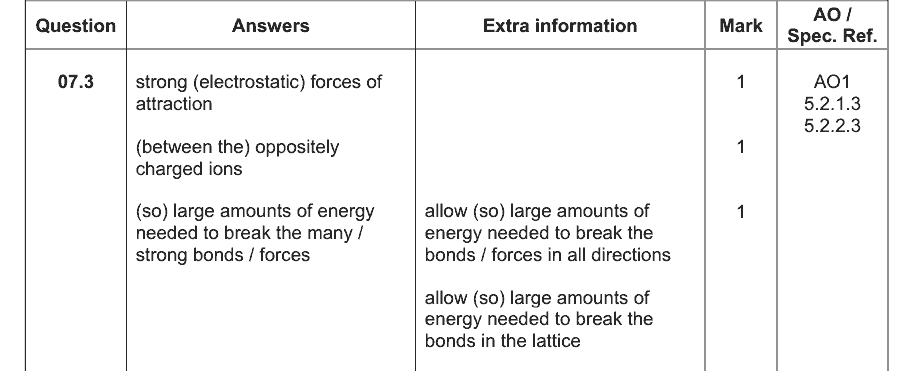 Question Answers Extra information Mark AO /
Spec. Ref.
07.3 strong (electrostatic) forces of 1 AO1
attraction 5.2.1.3
5.2.2.3
(between the) oppositely 1
charged ions
(so) large amounts of energy allow (so) large amounts of 1
needed to break the many / energy needed to break the
strong bonds / forces bonds / forces in all directions
allow (so) large amounts of
energy needed to break the
bonds in the lattice